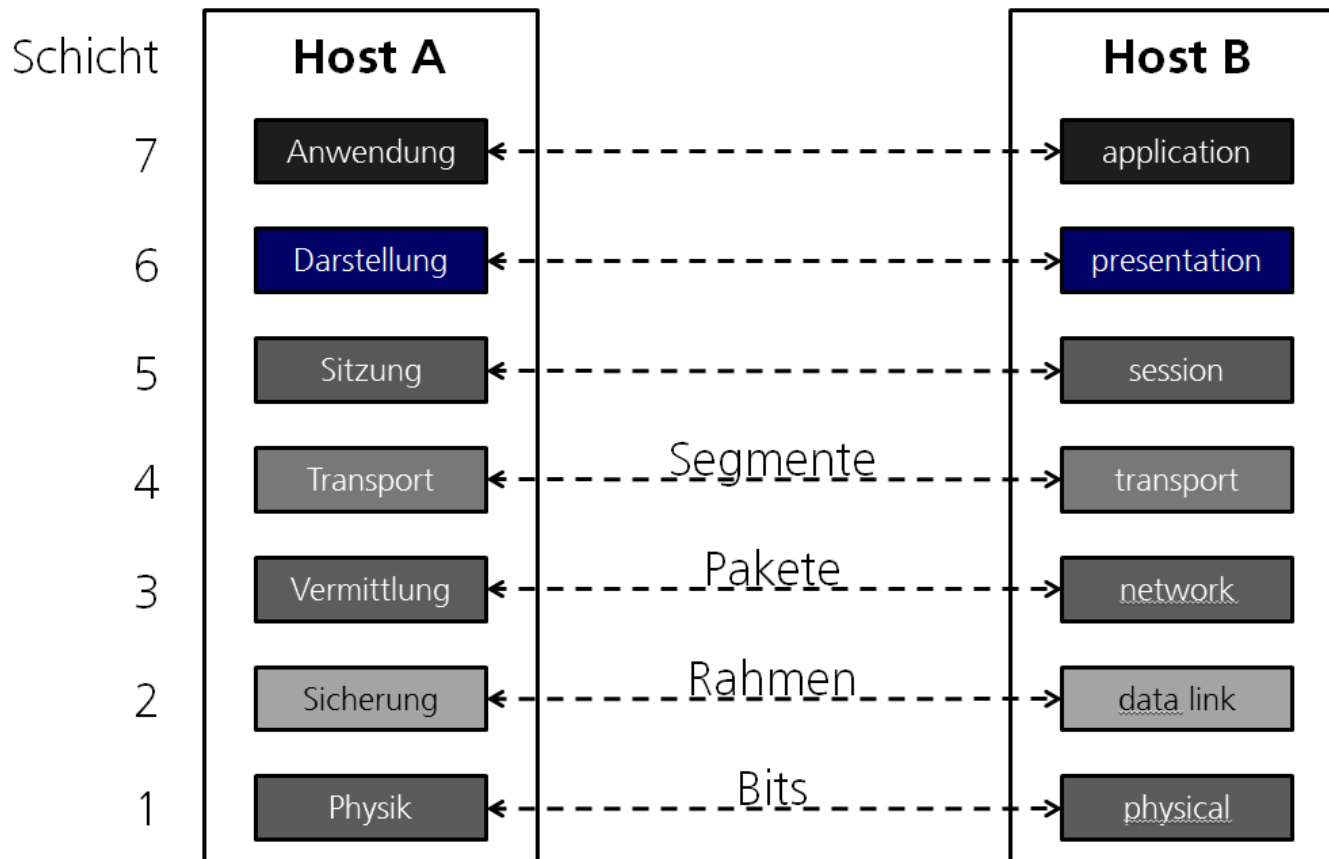 Schicht Host A Host B
7 Anwendung application
6 Darstellung presentation
5 Sitzung session
4 Transport Segmente transport
3 Vermittlung Pakete network
2 Sicherung Rahmen data link
1 Physik Bits physical